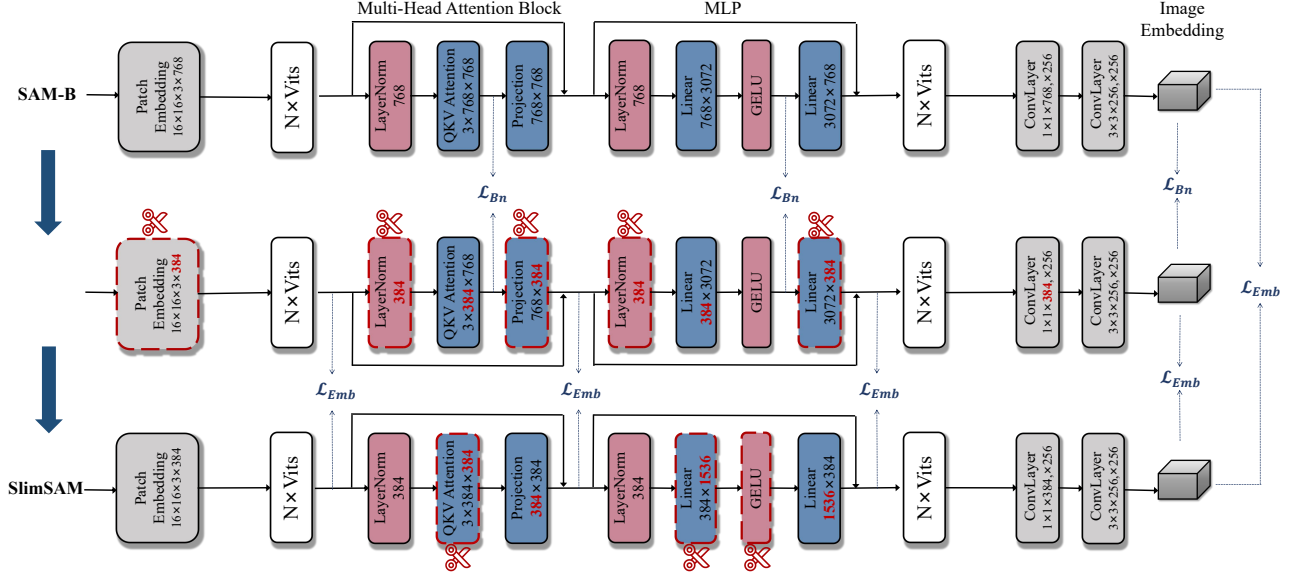 Multi-Head Attention Block
MLP
Image
Embedding
SAM-B
Patch
Embedding
16×16×3×768
N×Vits
LayerNorm
768
QKV Attention
3×768×768
Projection
768×768
LayerNorm
768
Linear
768×3072
GELU
Linear
3072×768
N×Vits
ConvLayer
1×1×768,×256
ConvLayer
3×3×256,×256
ℒBn
ℒBn
ℒBn
Patch
Embedding
16×16×3×384
N×Vits
LayerNorm
384
QKV Attention
3×384×768
Projection
768×384
LayerNorm
384
Linear
384×3072
GELU
Linear
3072×384
N×Vits
ConvLayer
1×1×384,×256
ConvLayer
3×3×256,×256
ℒEmb
ℒEmb
ℒEmb
ℒEmb
ℒEmb
SlimSAM
Patch
Embedding
16×16×3×384
N×Vits
LayerNorm
384
QKV Attention
3×384×384
Projection
384×384
LayerNorm
384
Linear
384×1536
GELU
Linear
1536×384
N×Vits
ConvLayer
1×1×384,×256
ConvLayer
3×3×256,×256